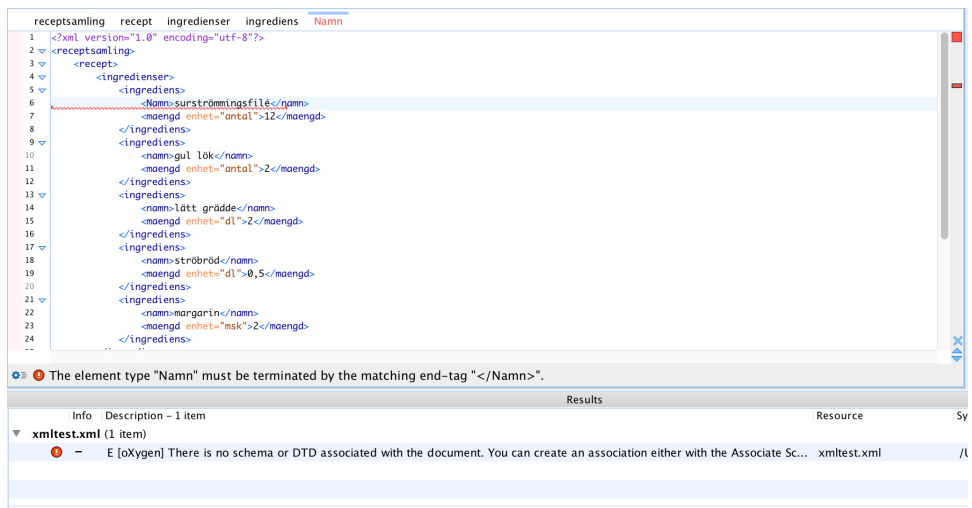 receptsamling recept ingredienser ingrediens Namn
1 <?xml version="1.0" encoding="utf-8"?>
2 <receptsamling>
3 <recept>
4 <ingredienser>
5 <ingrediens>
6 <Namn>surströmmingsfilé</namn>
7 <maengd enhet="antal">12</maengd>
8 </ingrediens>
9 <ingrediens>
10 <namn>gul lök</namn>
11 <maengd enhet="antal">2</maengd>
12 </ingrediens>
13 <ingrediens>
14 <namn>lätt grädde</namn>
15 <maengd enhet="dl">2</maengd>
16 </ingrediens>
17 <ingrediens>
18 <namn>ströbröd</namn>
19 <maengd enhet="dl">0,5</maengd>
20 </ingrediens>
21 <ingrediens>
22 <namn>margarin</namn>
23 <maengd enhet="msk">2</maengd>
24 </ingrediens>
The element type "Namn" must be terminated by the matching end-tag "</Namn>".
Results
Info Description – 1 item Resource Sy
xmltest.xml (1 item)
E [oXygen] There is no schema or DTD associated with the document. You can create an association either with the Associate Sc... xmltest.xml /U